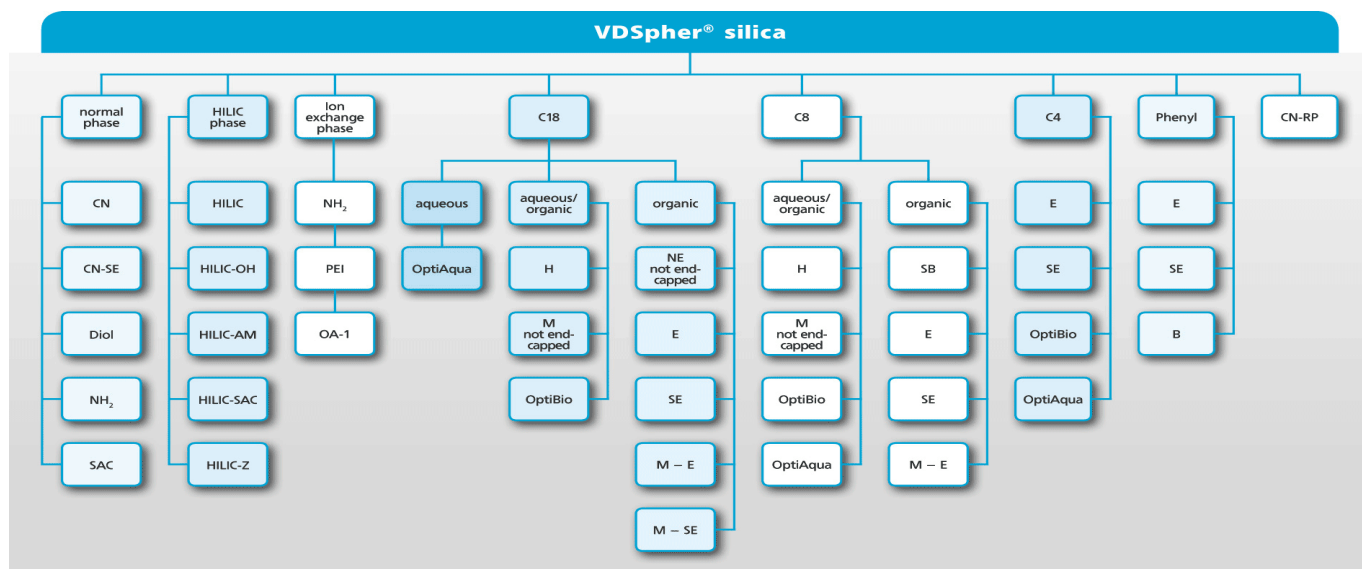 VDSpher® silica
normal
phase
HILIC
phase
Ion
exchange
phase
C18
C8
C4
Phenyl
CN-RP
CN
HILIC
NH₂
aqueous
aqueous/
organic
organic
aqueous/
organic
organic
E
E
CN-SE
HILIC-OH
PEI
OptiAqua
H
NE
not end-
capped
H
SB
SE
SE
Diol
HILIC-AM
OA-1
M
not end-
capped
E
M
not end-
capped
E
OptiBio
B
NH₂
HILIC-SAC
OptiBio
SE
OptiBio
SE
OptiAqua
SAC
HILIC-Z
M – E
OptiAqua
M – E
M – SE